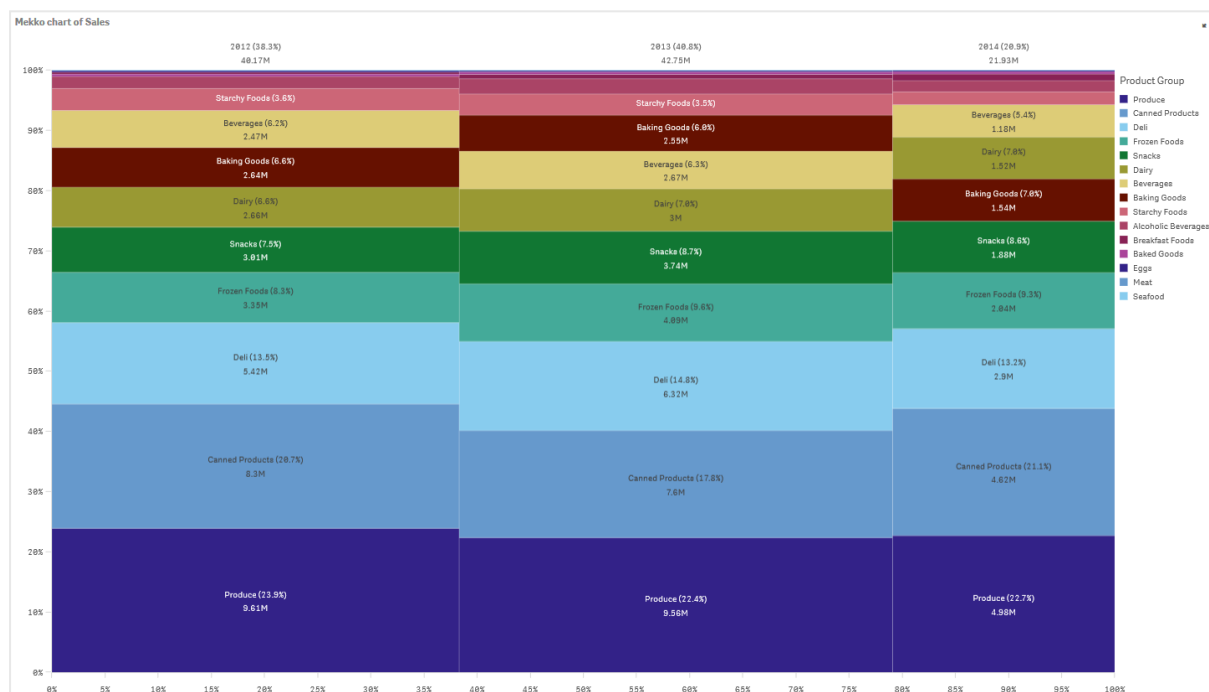 Mekko chart of Sales
2012 (38.3%)
40.17M
2013 (40.8%)
42.75M
2014 (20.9%)
21.93M
100%
90%
80%
70%
60%
50%
40%
30%
20%
10%
0%
Starchy Foods (3.6%)
Beverages (6.2%)
2.47M
Baking Goods (6.6%)
2.64M
Dairy (6.6%)
2.66M
Snacks (7.5%)
3.01M
Frozen Foods (8.3%)
3.35M
Deli (13.5%)
5.42M
Canned Products (20.7%)
8.3M
Produce (23.9%)
9.61M
Starchy Foods (3.5%)
Baking Goods (6.0%)
2.55M
Beverages (6.3%)
2.67M
Dairy (7.0%)
3M
Snacks (8.7%)
3.74M
Frozen Foods (9.6%)
4.09M
Deli (14.8%)
6.32M
Canned Products (17.8%)
7.6M
Produce (22.4%)
9.56M
Beverages (5.4%)
1.18M
Dairy (7.0%)
1.52M
Baking Goods (7.0%)
1.54M
Snacks (8.6%)
1.88M
Frozen Foods (9.3%)
2.04M
Deli (13.2%)
2.9M
Canned Products (21.1%)
4.62M
Produce (22.7%)
4.98M
Product Group
Produce
Canned Products
Deli
Frozen Foods
Snacks
Dairy
Beverages
Baking Goods
Starchy Foods
Alcoholic Beverages
Breakfast Foods
Baked Goods
Eggs
Meat
Seafood
0% 5% 10% 15% 20% 25% 30% 35% 40% 45% 50% 55% 60% 65% 70% 75% 80% 85% 90% 95% 100%